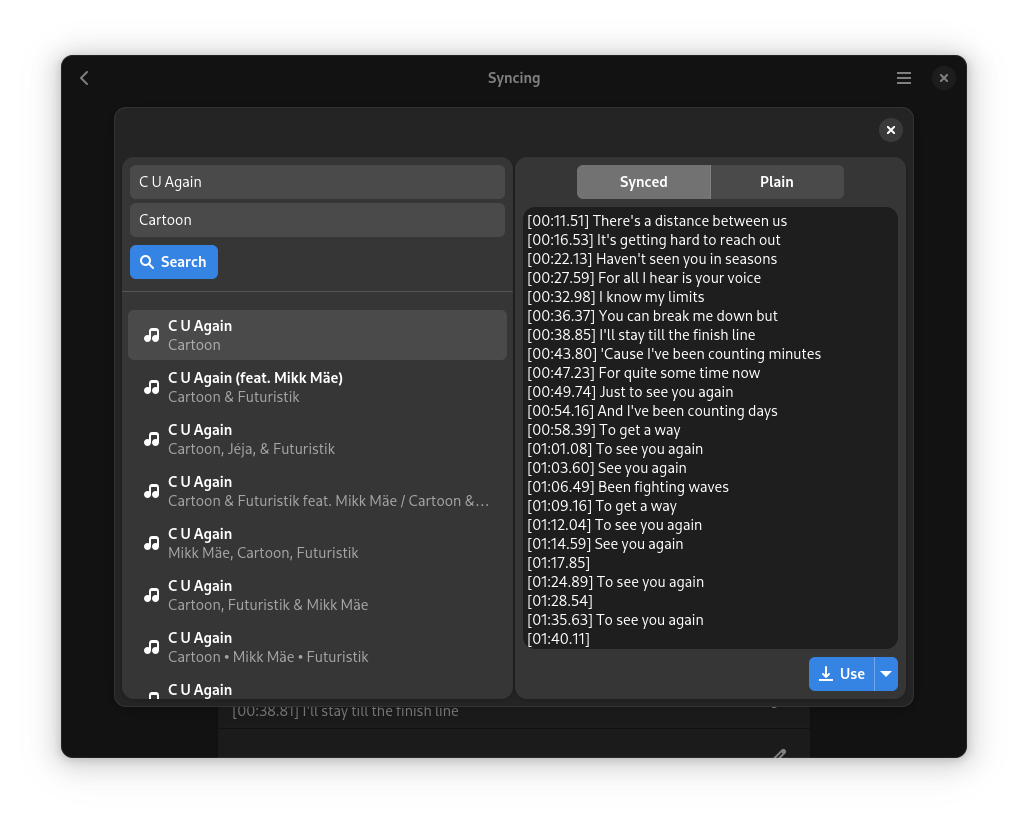 Syncing
C U Again
Cartoon
Search
C U Again
Cartoon
C U Again (feat. Mikk Mäe)
Cartoon & Futuristik
C U Again
Cartoon, Jéja, & Futuristik
C U Again
Cartoon & Futuristik feat. Mikk Mäe / Cartoon &…
C U Again
Mikk Mäe, Cartoon, Futuristik
C U Again
Cartoon, Futuristik & Mikk Mäe
C U Again
Cartoon • Mikk Mäe • Futuristik
C U Again
Synced
Plain
[00:11.51] There's a distance between us
[00:16.53] It's getting hard to reach out
[00:22.13] Haven't seen you in seasons
[00:27.59] For all I hear is your voice
[00:32.98] I know my limits
[00:36.37] You can break me down but
[00:38.85] I'll stay till the finish line
[00:43.80] 'Cause I've been counting minutes
[00:47.23] For quite some time now
[00:49.74] Just to see you again
[00:54.16] And I've been counting days
[00:58.39] To get a way
[01:01.08] To see you again
[01:03.60] See you again
[01:06.49] Been fighting waves
[01:09.16] To get a way
[01:12.04] To see you again
[01:14.59] See you again
[01:17.85]
[01:24.89] To see you again
[01:28.54]
[01:35.63] To see you again
[01:40.11]
Use
[00:38.81] I'll stay till the finish line